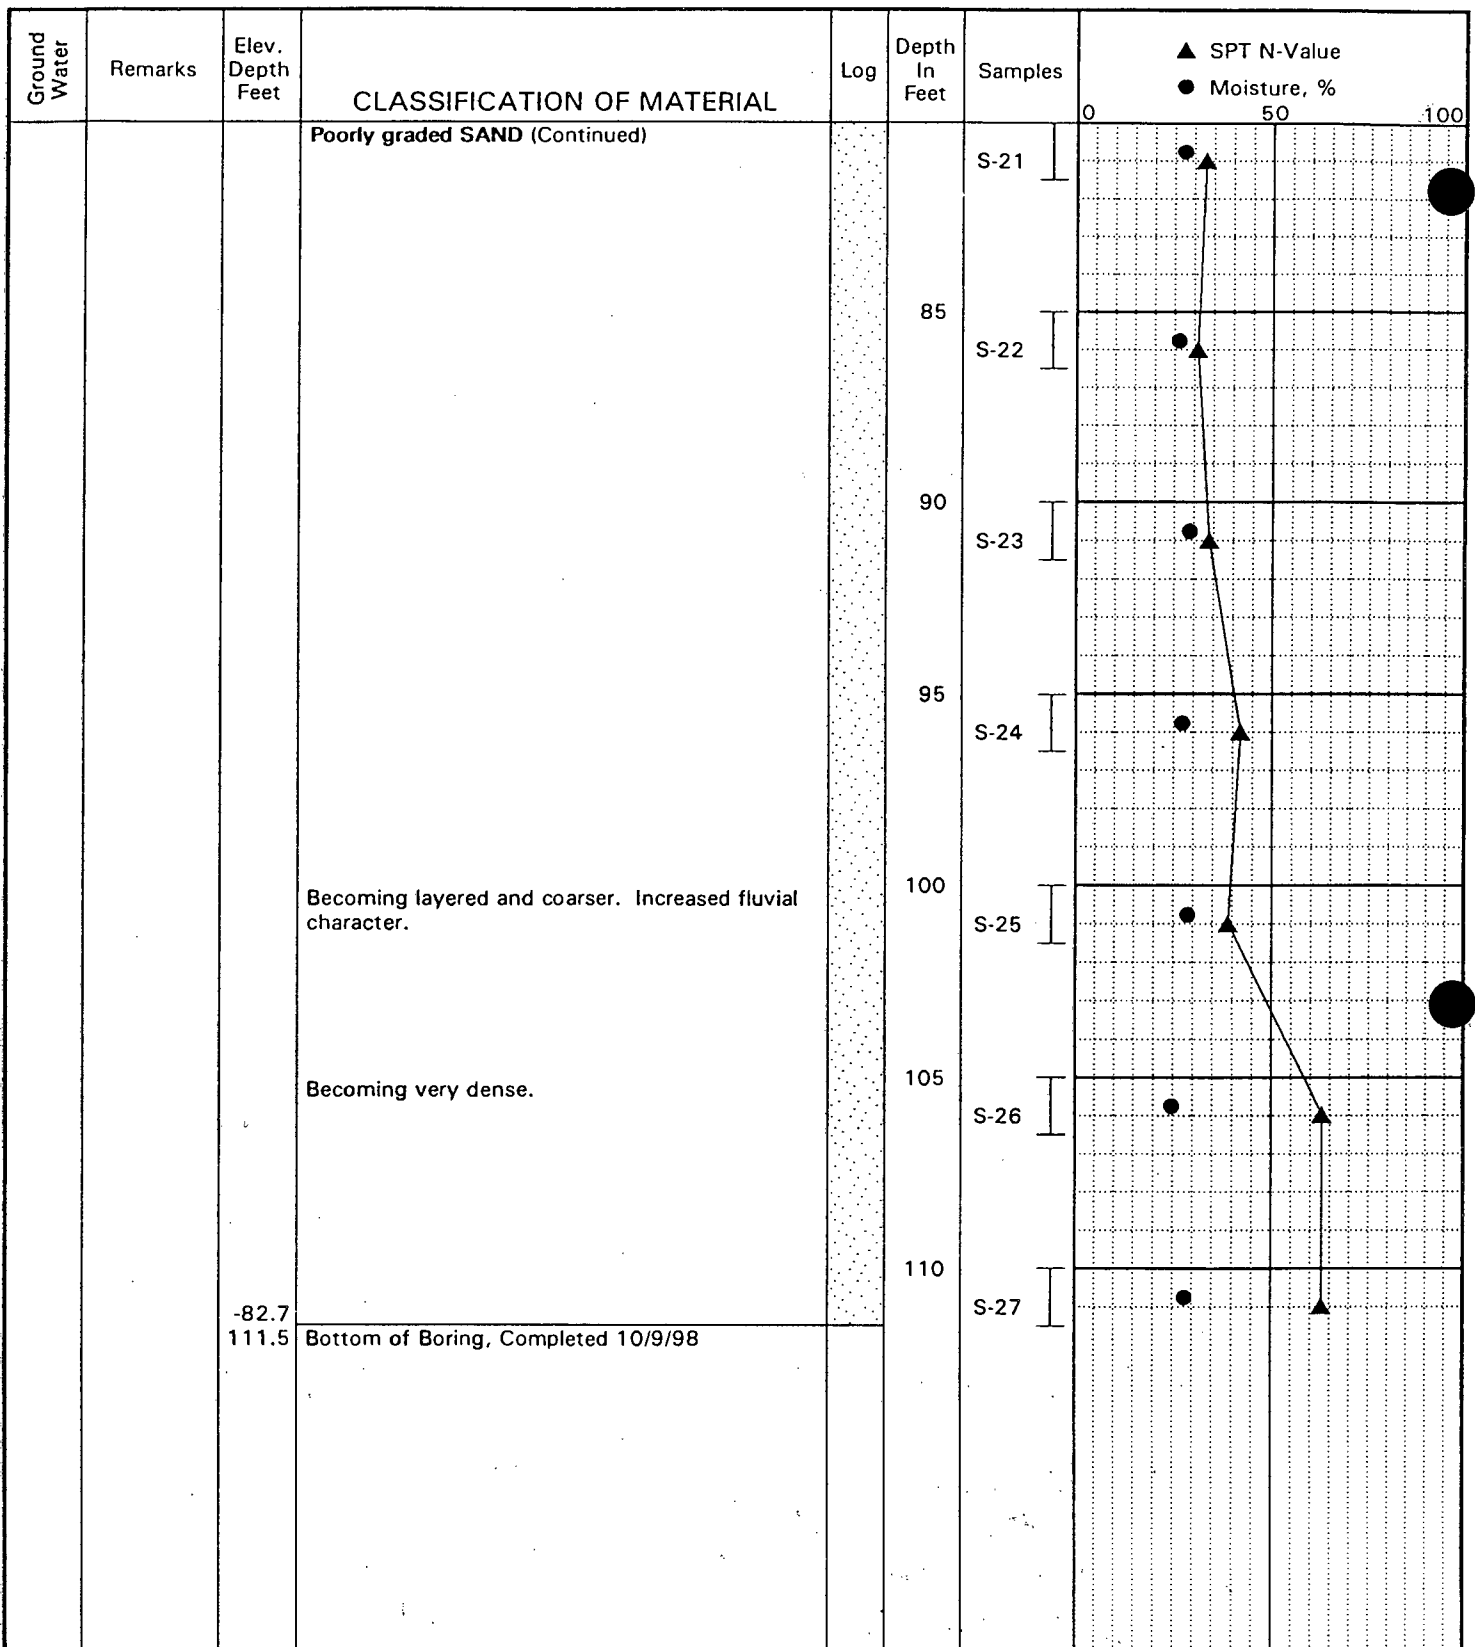 Ground
Water
Remarks
Elev.
Depth
Feet
CLASSIFICATION OF MATERIAL
Log
Depth
In
Feet
Samples
▲ SPT N-Value
● Moisture, %
0 50 100
Poorly graded SAND (Continued)
S-21
85
S-22
90
S-23
95
S-24
100
Becoming layered and coarser. Increased fluvial
character.
S-25
105
Becoming very dense.
S-26
110
S-27
-82.7
111.5 Bottom of Boring, Completed 10/9/98